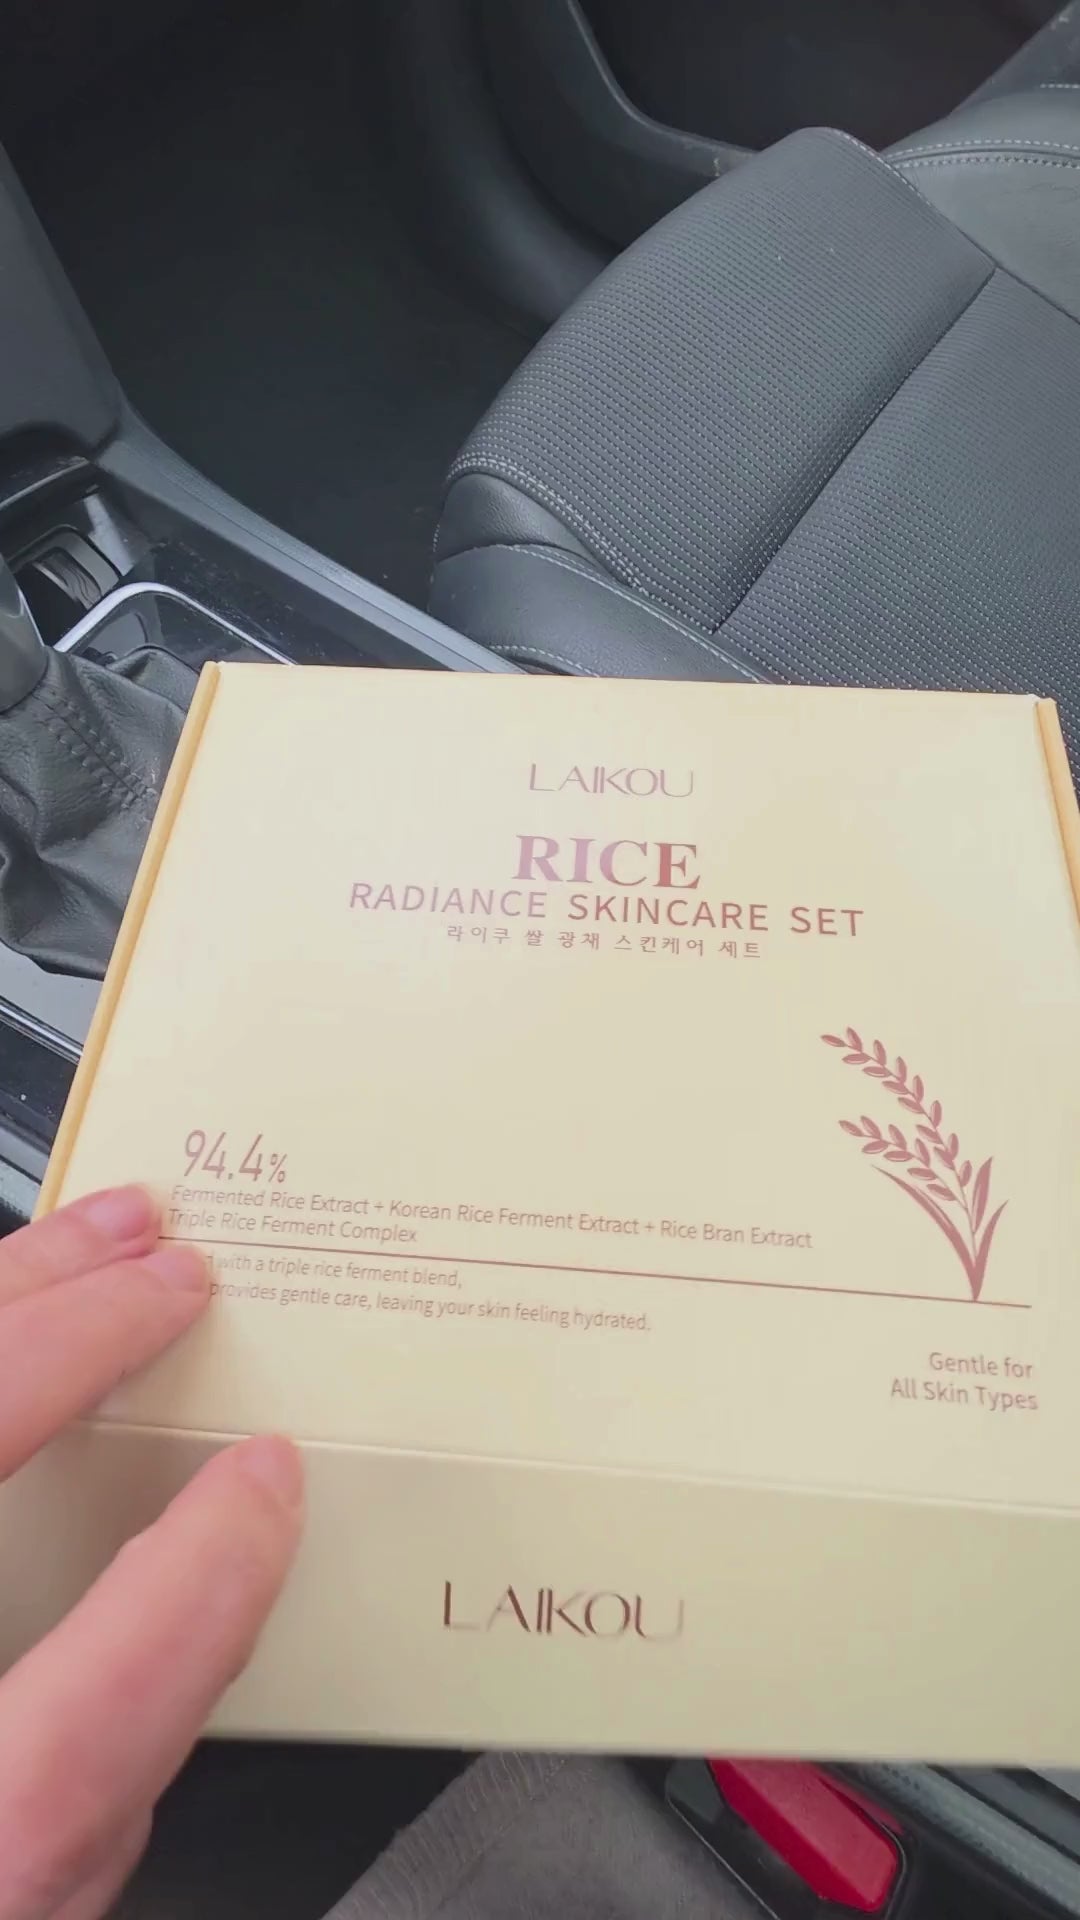 LAIKOU
RICE
RADIANCE SKINCARE SET
라이쿠 쌀 광채 스킨케어 세트
94.4%
Fermented Rice Extract + Korean Rice Ferment Extract + Rice Bran Extract
Triple Rice Ferment Complex
with a triple rice ferment blend,
provides gentle care, leaving your skin feeling hydrated.
Gentle for
All Skin Types
LAIKOU